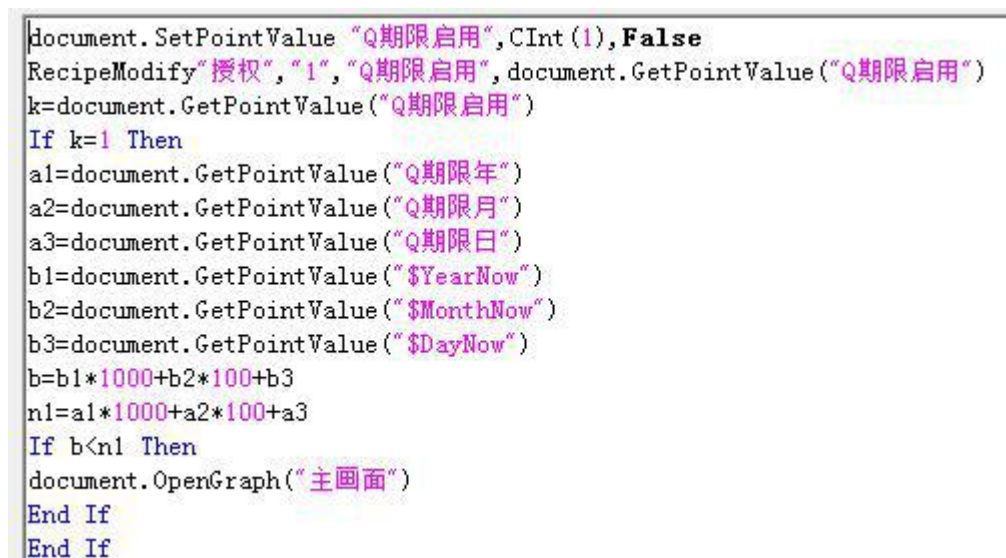 document.SetPointValue "Q期限启用",CInt(1),False
RecipeModify"授权","1","Q期限启用",document.GetPointValue("Q期限启用")
k=document.GetPointValue("Q期限启用")
If k=1 Then
a1=document.GetPointValue("Q期限年")
a2=document.GetPointValue("Q期限月")
a3=document.GetPointValue("Q期限日")
b1=document.GetPointValue("$YearNow")
b2=document.GetPointValue("$MonthNow")
b3=document.GetPointValue("$DayNow")
b=b1*1000+b2*100+b3
n1=a1*1000+a2*100+a3
If b<n1 Then
document.OpenGraph("主画面")
End If
End If